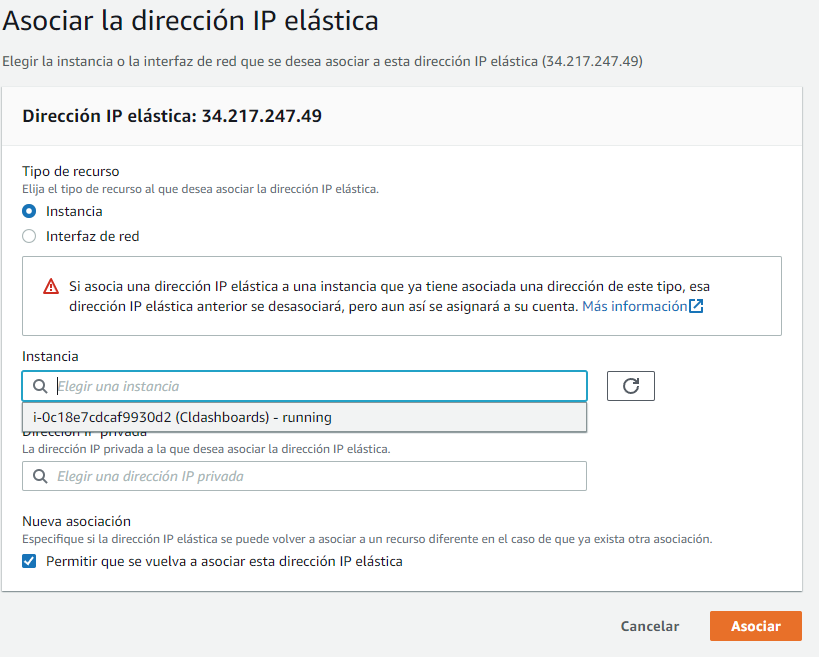 Asociar la dirección IP elástica
Elegir la instancia o la interfaz de red que se desea asociar a esta dirección IP elástica (34.217.247.49)
Dirección IP elástica: 34.217.247.49
Tipo de recurso
Elija el tipo de recurso al que desea asociar la dirección IP elástica.
Instancia
Interfaz de red
Si asocia una dirección IP elástica a una instancia que ya tiene asociada una dirección de este tipo, esa
dirección IP elástica anterior se desasociará, pero aun así se asignará a su cuenta. Más información
Instancia
Elegir una instancia
i-0c18e7cdcaf9930d2 (Cldashboards) - running
Dirección IP privada
La dirección IP privada a la que desea asociar la dirección IP elástica.
Elegir una dirección IP privada
Nueva asociación
Especifique si la dirección IP elástica se puede volver a asociar a un recurso diferente en el caso de que ya exista otra asociación.
Permitir que se vuelva a asociar esta dirección IP elástica
Cancelar
Asociar